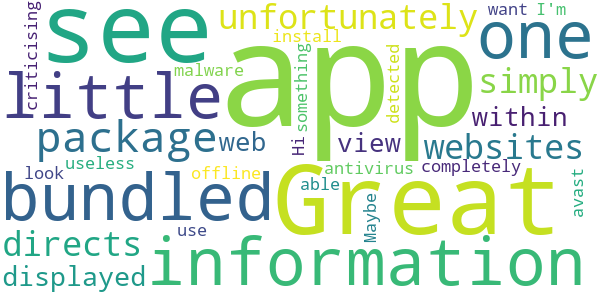 criticising
see
unfortunately
want
I'm
install
app
one
malware
something
detected
simply
little
within
package
web
Hi
view
websites
useless
antivirus
completely
look
offline
able
bundled
Great
Maybe
avast
use
directs
information
displayed